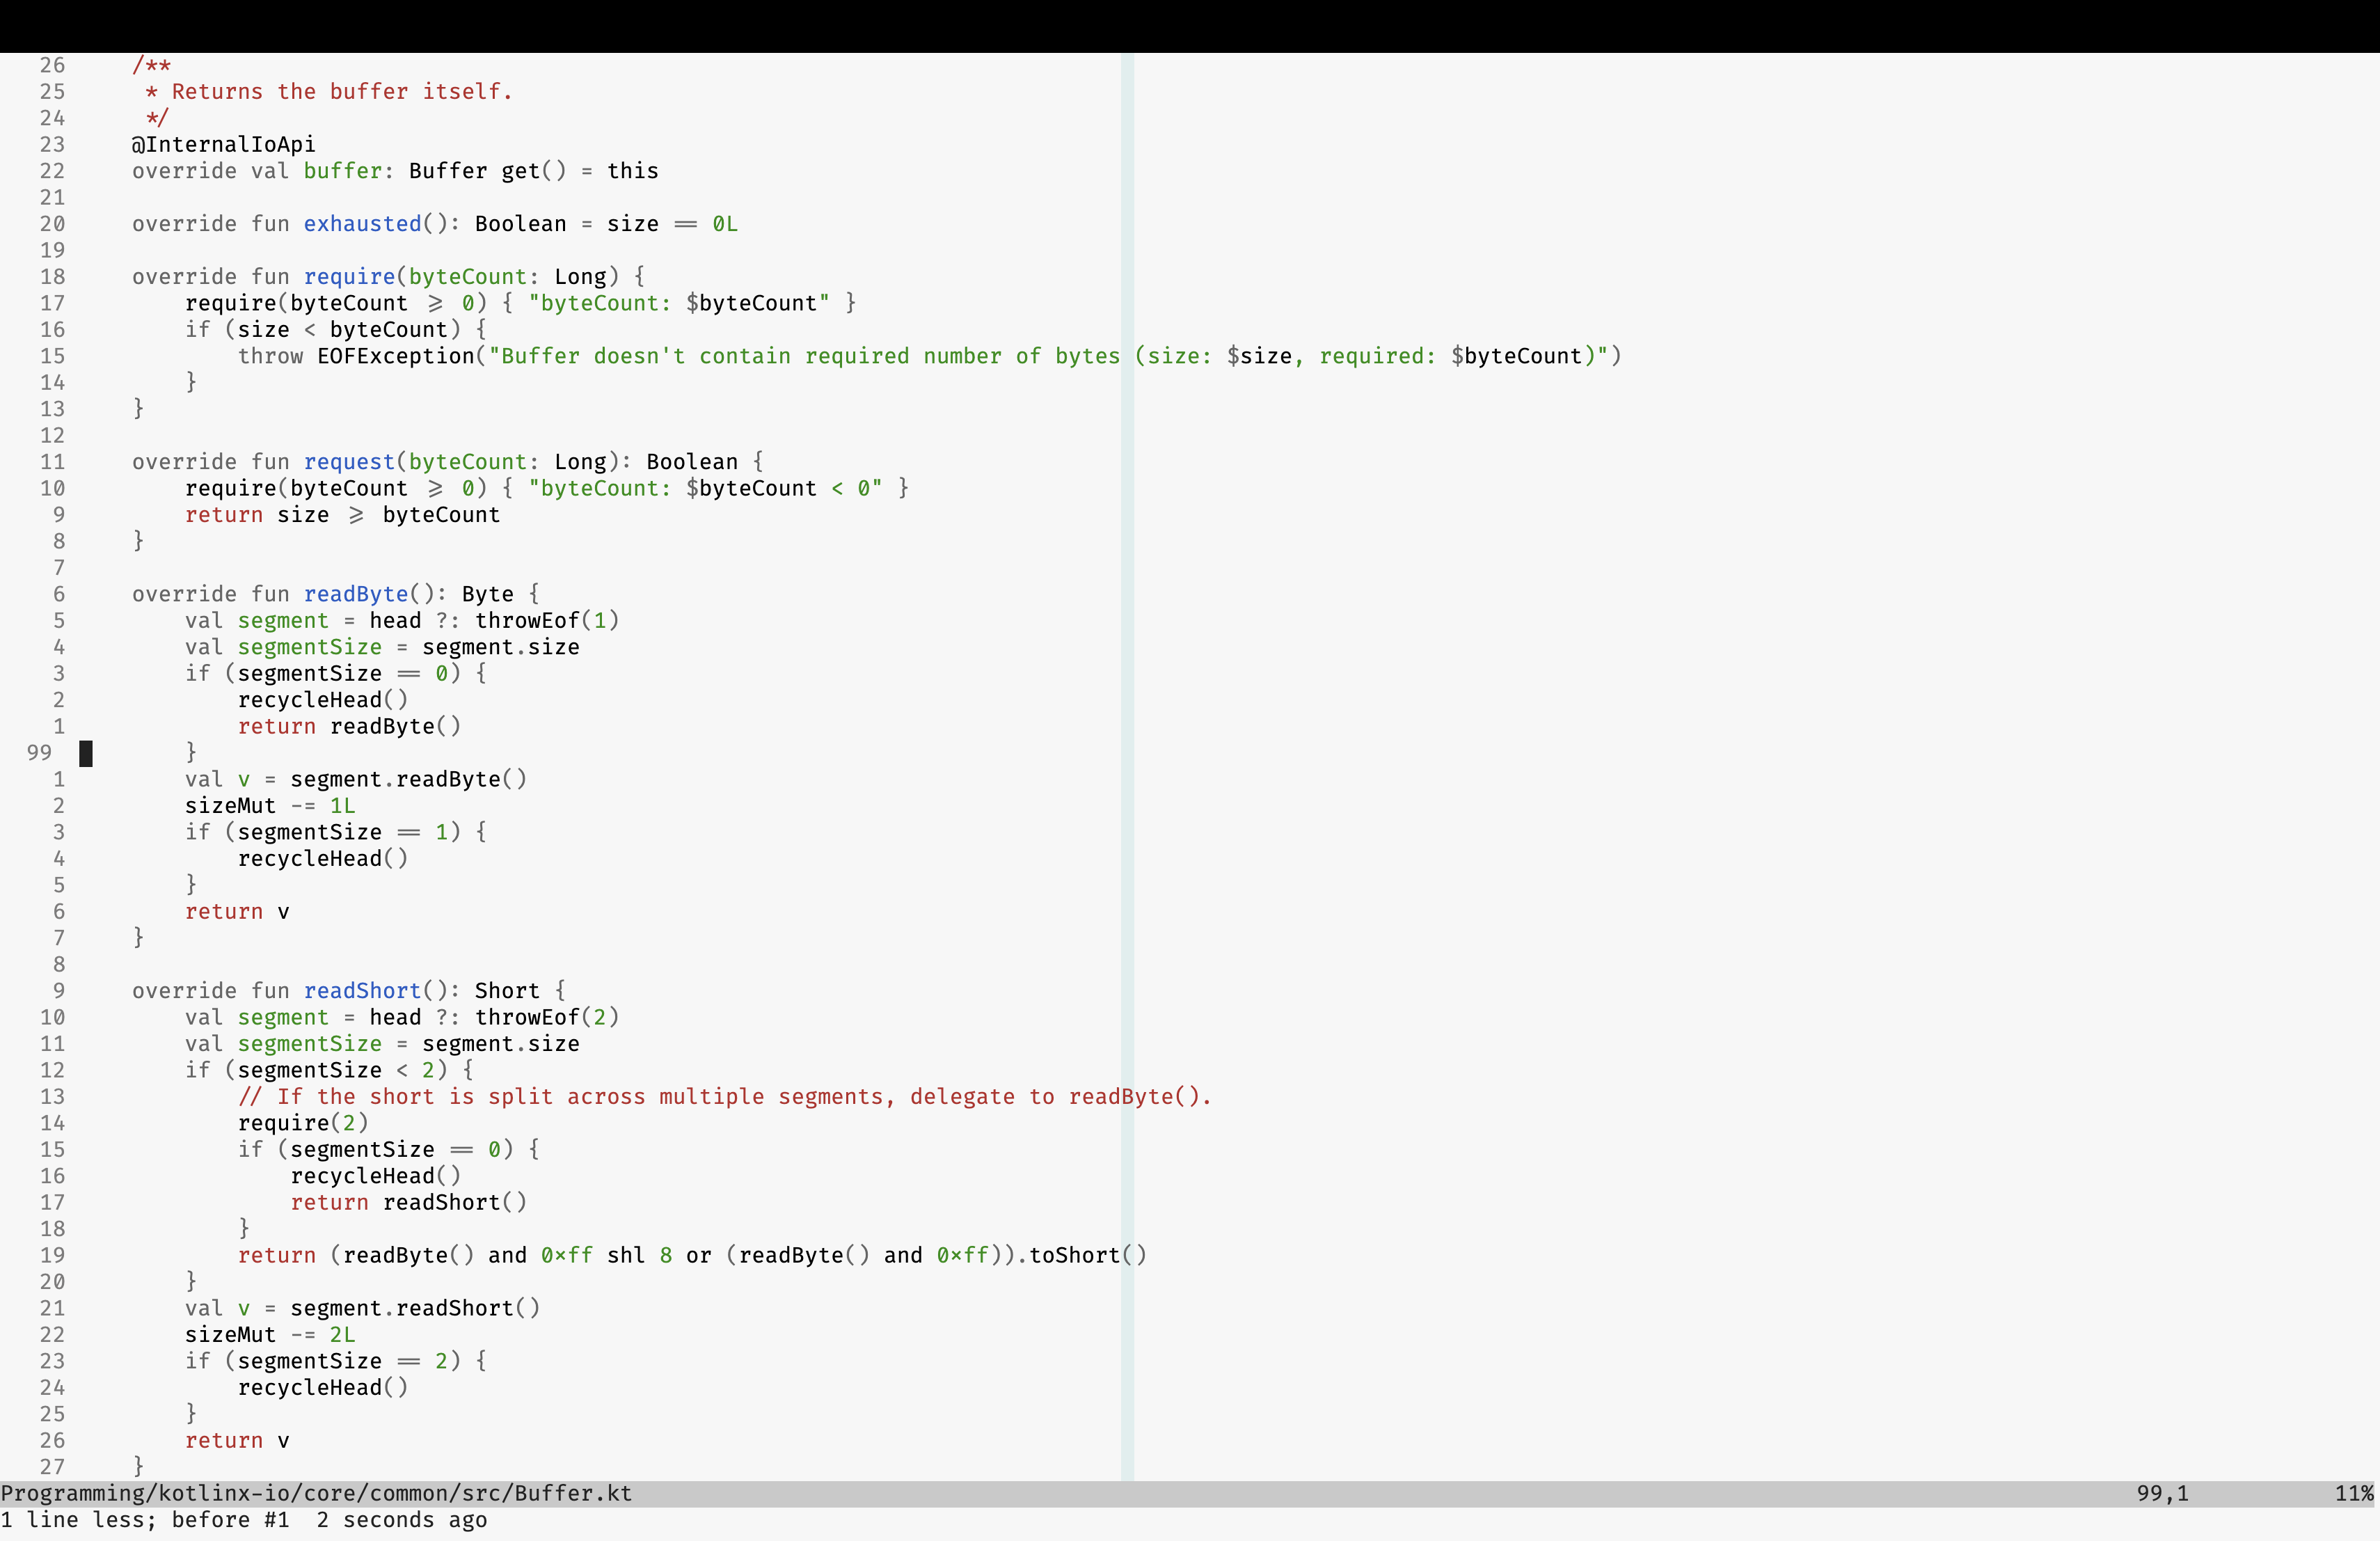 26     /**
25      * Returns the buffer itself.
24      */
23     @InternalIoApi
22     override val buffer: Buffer get() = this
21
20     override fun exhausted(): Boolean = size == 0L
19
18     override fun require(byteCount: Long) {
17         require(byteCount >= 0) { "byteCount: $byteCount" }
16         if (size < byteCount) {
15             throw EOFException("Buffer doesn't contain required number of bytes (size: $size, required: $byteCount)")
14         }
13     }
12
11     override fun request(byteCount: Long): Boolean {
10         require(byteCount >= 0) { "byteCount: $byteCount < 0" }
9         return size >= byteCount
8     }
7
6     override fun readByte(): Byte {
5         val segment = head ?: throwEof(1)
4         val segmentSize = segment.size
3         if (segmentSize == 0) {
2             recycleHead()
1             return readByte()
99         }
1         val v = segment.readByte()
2         sizeMut -= 1L
3         if (segmentSize == 1) {
4             recycleHead()
5         }
6         return v
7     }
8
9     override fun readShort(): Short {
10         val segment = head ?: throwEof(2)
11         val segmentSize = segment.size
12         if (segmentSize < 2) {
13             // If the short is split across multiple segments, delegate to readByte().
14             require(2)
15             if (segmentSize == 0) {
16                 recycleHead()
17                 return readShort()
18             }
19             return (readByte() and 0xff shl 8 or (readByte() and 0xff)).toShort()
20         }
21         val v = segment.readShort()
22         sizeMut -= 2L
23         if (segmentSize == 2) {
24             recycleHead()
25         }
26         return v
27     }
Programming/kotlinx-io/core/common/src/Buffer.kt 99,1 11%
1 line less; before #1  2 seconds ago